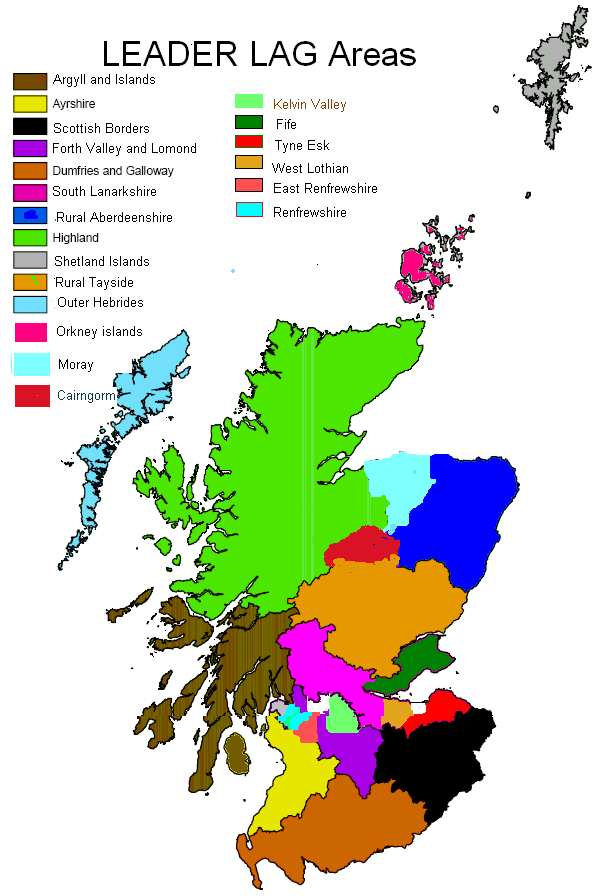 LEADER LAG Areas
Argyll and Islands
Ayrshire
Scottish Borders
Forth Valley and Lomond
Dumfries and Galloway
South Lanarkshire
Rural Aberdeenshire
Highland
Shetland Islands
Rural Tayside
Outer Hebrides
Orkney islands
Moray
Cairngorm
Kelvin Valley
Fife
Tyne Esk
West Lothian
East Renfrewshire
Renfrewshire